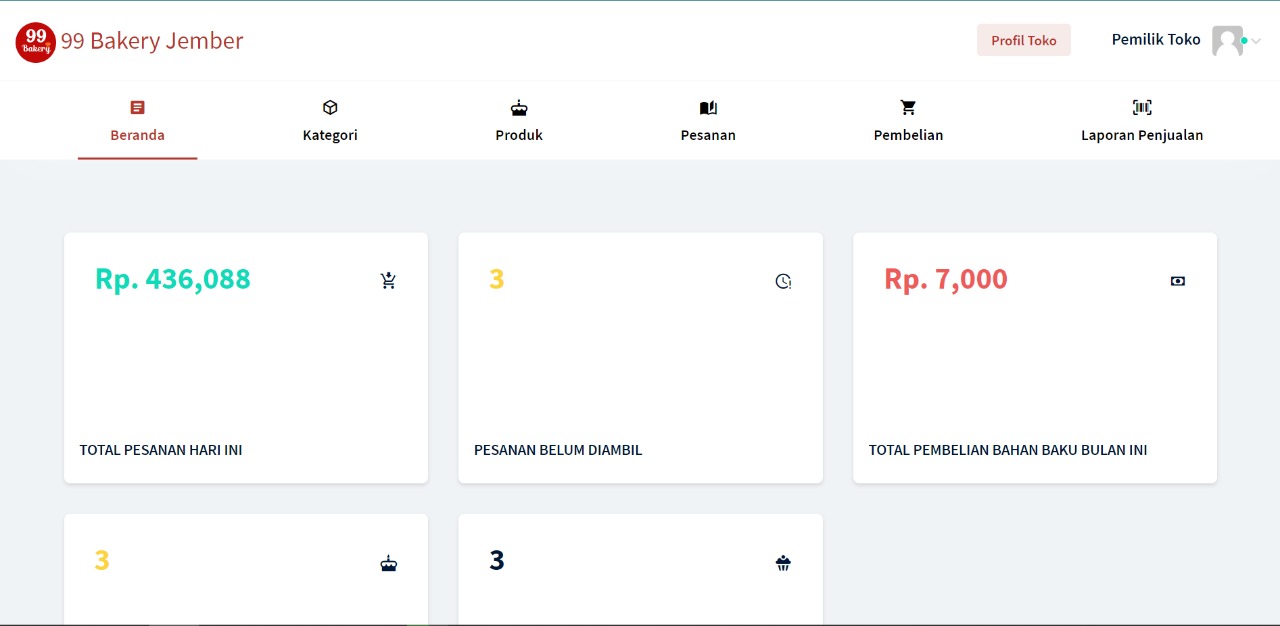 99
Bakery
99 Bakery Jember
Profil Toko
Pemilik Toko
Beranda
Kategori
Produk
Pesanan
Pembelian
Laporan Penjualan
Rp. 436,088
3
Rp. 7,000
TOTAL PESANAN HARI INI
PESANAN BELUM DIAMBIL
TOTAL PEMBELIAN BAHAN BAKU BULAN INI
3
3